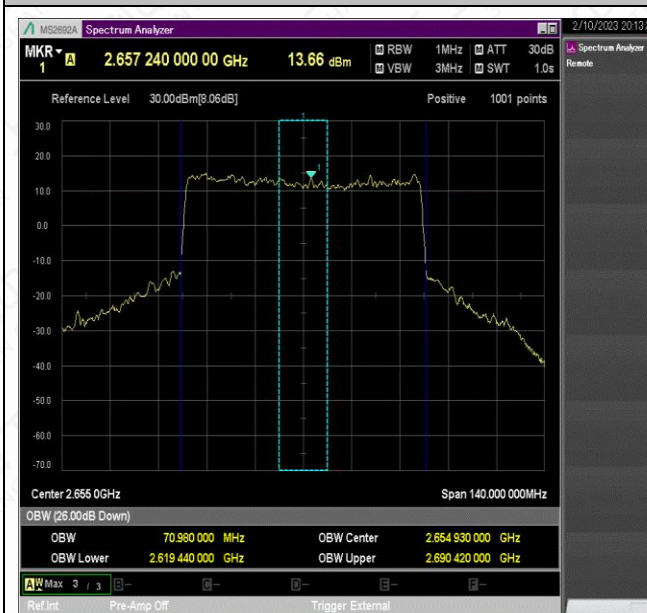 MS2692A Spectrum Analyzer 2/10/2023 20:13:
MKR 1 A 2.657 240 000 00 GHz 13.66 dBm M RBW 1MHz M ATT 30dB
M VBW 3MHz M SWT 1.0s
Spectrum Analyzer
Remote
Reference Level 30.00dBm[8.06dB] Positive 1001 points
1
30.0
20.0
1
10.0
0.0
-10.0
-20.0
-30.0
-40.0
-50.0
-60.0
-70.0
Center 2.655 0GHz Span 140.000 000MHz
OBW (26.00dB Down)
OBW 70.980 000 MHz OBW Center 2.654 930 000 GHz
OBW Lower 2.619 440 000 GHz OBW Upper 2.690 420 000 GHz
A W Max 3 / 3 B- C- D- E- F-
Ref.Int Pre-Amp Off Trigger External